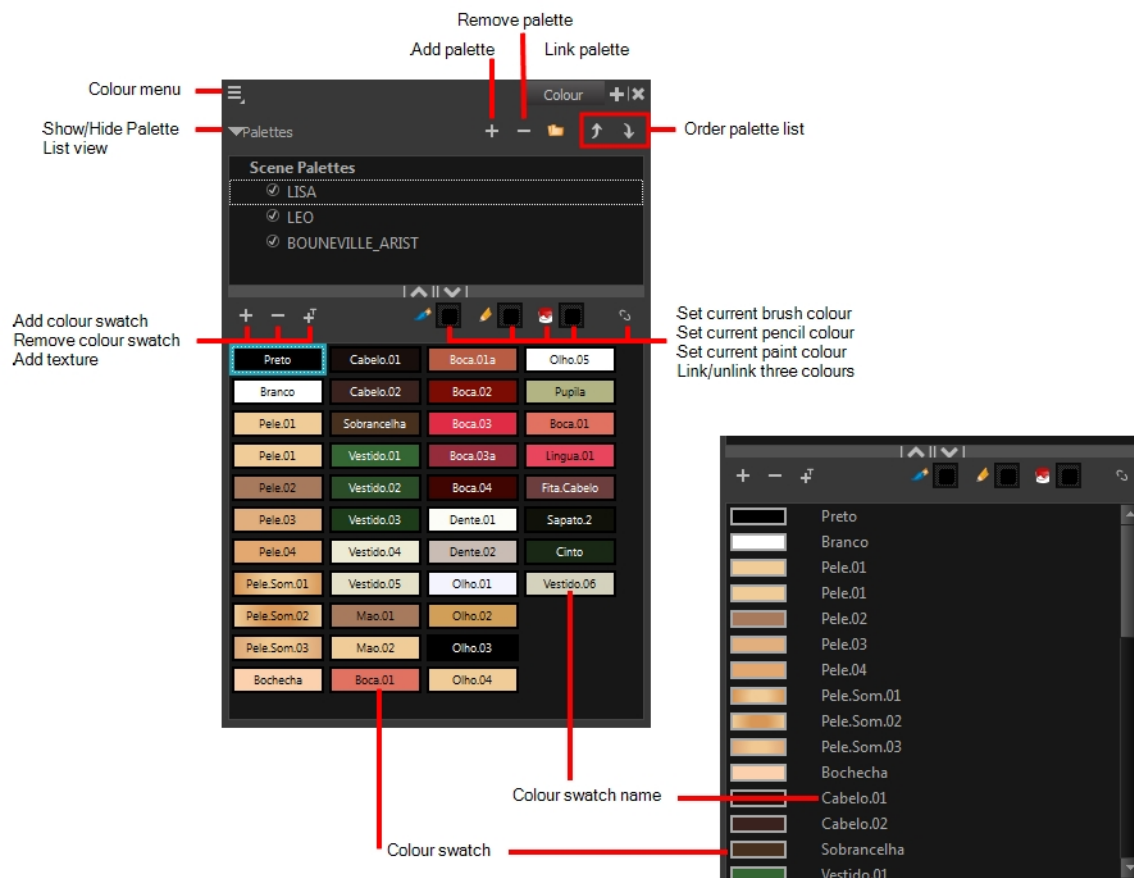 Remove palette
Add palette
Link palette
Colour menu
Colour
Show/Hide Palette
List view
Palettes
Order palette list
Scene Palettes
LISA
LEO
BOUNEVILLE_ARIST
Add colour swatch
Remove colour swatch
Add texture
Set current brush colour
Set current pencil colour
Set current paint colour
Link/unlink three colours
Preto Cabelo.01 Boca.01a Olho.05
Branco Cabelo.02 Boca.02 Pupila
Pele.01 Sobrancelha Boca.03 Boca.01
Pele.01 Vestido.01 Boca.03a Lingua.01
Pele.02 Vestido.02 Boca.04 Fita.Cabelo
Pele.03 Vestido.03 Dente.01 Sapato.2
Pele.04 Vestido.04 Dente.02 Cinto
Pele.Som.01 Vestido.05 Olho.01 Vestido.06
Pele.Som.02 Mao.01 Olho.02
Pele.Som.03 Mao.02 Olho.03
Bochecha Boca.01 Olho.04
Preto
Branco
Pele.01
Pele.01
Pele.02
Pele.03
Pele.04
Pele.Som.01
Pele.Som.02
Pele.Som.03
Bochecha
Cabelo.01
Cabelo.02
Sobrancelha
Vestido.01
Colour swatch name
Colour swatch